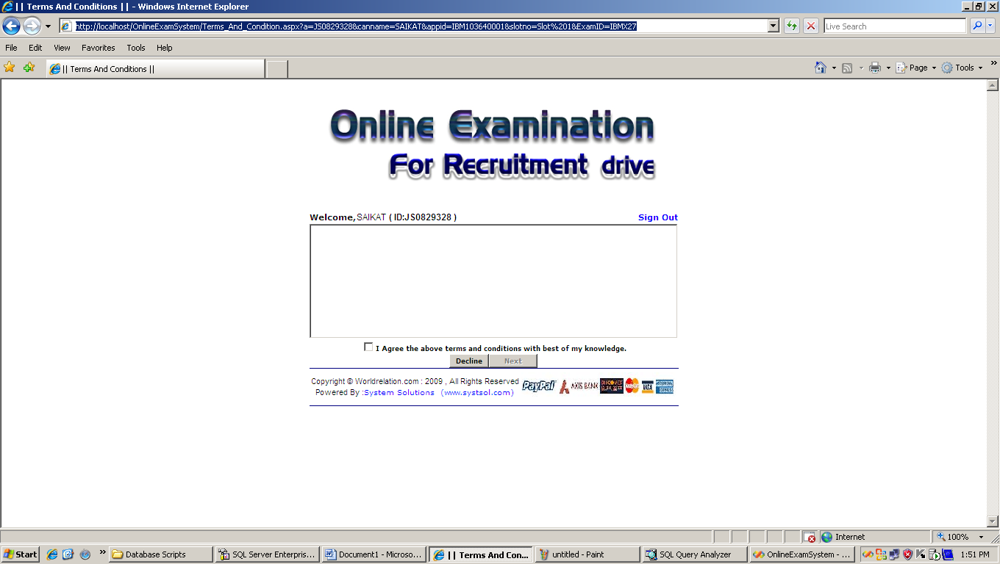 || Terms And Conditions || - Windows Internet Explorer
http://localhost/OnlineExamSystem/Terms_And_Condition.aspx?a=JS0829328&canname=SAIKAT&appid=IBM103640001&slotno=Slot%201&ExamID=IBMX27
Live Search
File Edit View Favorites Tools Help
|| Terms And Conditions ||
Page Tools
Online Examination
For Recruitment drive
Welcome,SAIKAT ( ID:JS0829328 ) Sign Out
I Agree the above terms and conditions with best of my knowledge.
Decline Next
Copyright © Worldrelation.com : 2009 , All Rights Reserved
PayPal AXIS BANK DISCOVER MasterCard VISA AMERICAN EXPRESS
Powered By :System Solutions (www.systsol.com)
Internet 100%
Start Database Scripts SQL Server Enterpris... Document1 - Microso... || Terms And Con... untitled - Paint SQL Query Analyzer OnlineExamSystem - ... 1:51 PM